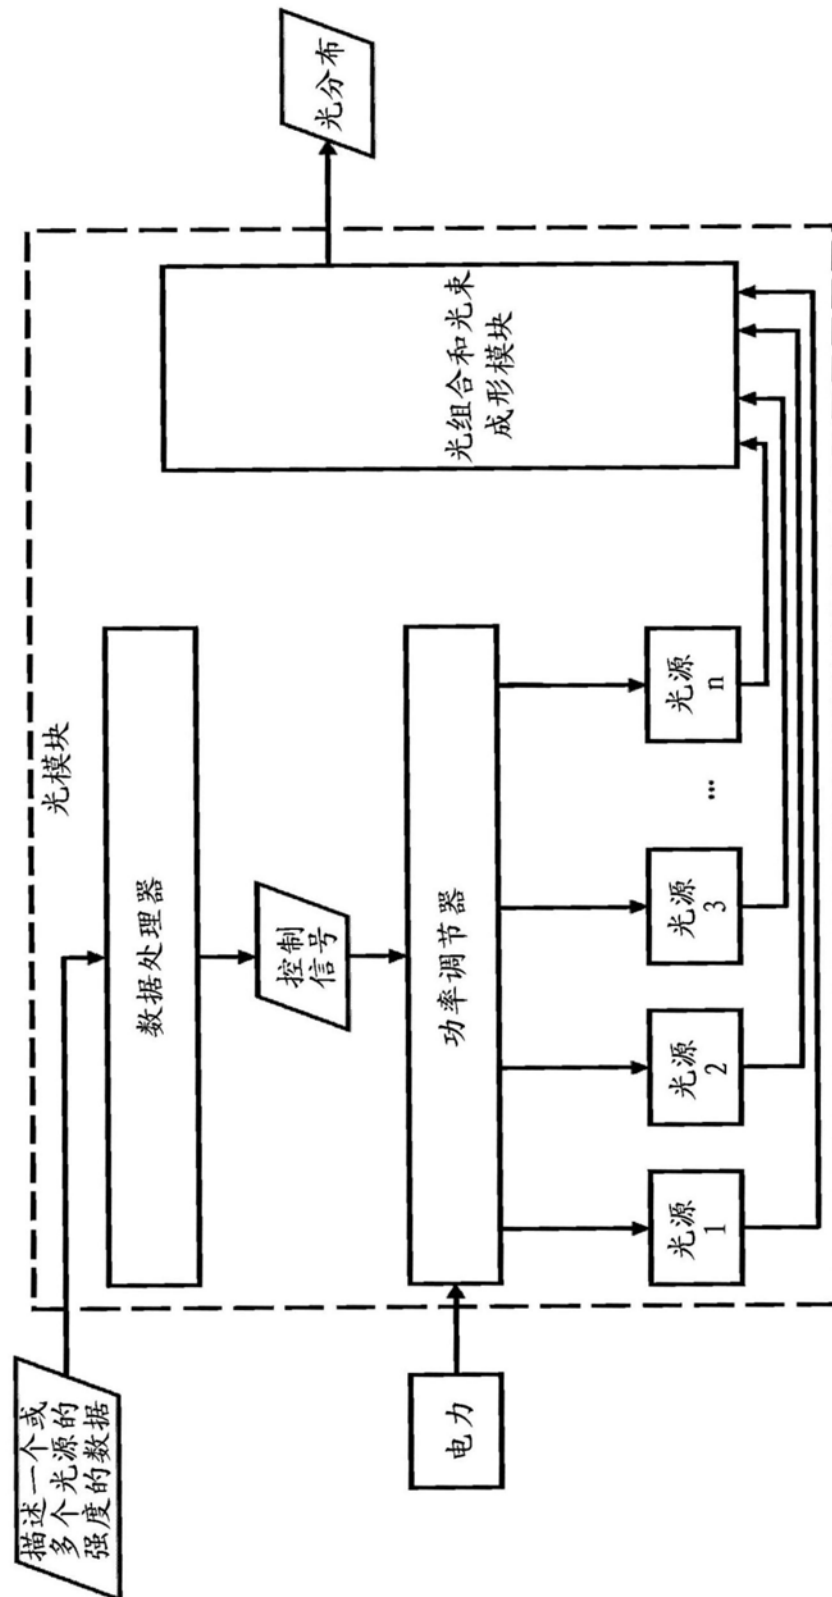 描述一个或
多个光源的
强度的数据
光模块
数据处理器
控制
信号
电力
功率调节器
光源
1
光源
2
光源
3
...
光源
n
光组合和光束
成形模块
光分布